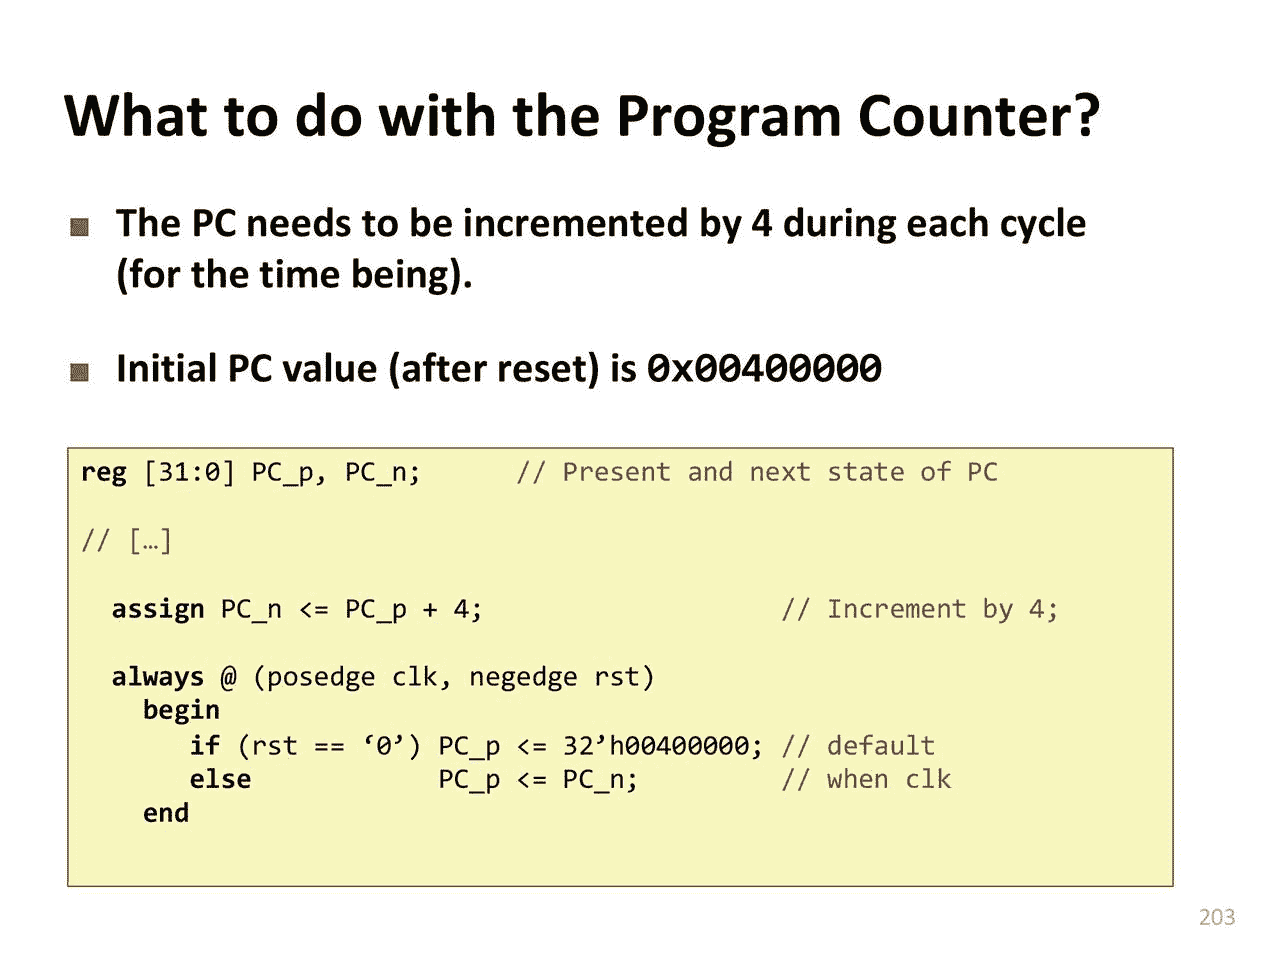 What to do with the Program Counter?
The PC needs to be incremented by 4 during each cycle
(for the time being).
Initial PC value (after reset) is 0x00400000
reg [31:0] PC_p, PC_n;      // Present and next state of PC
// […]
assign PC_n <= PC_p + 4;                   // Increment by 4;
always @ (posedge clk, negedge rst)
begin
if (rst == ‘0’) PC_p <= 32’h00400000; // default
else            PC_p <= PC_n;         // when clk
end
203